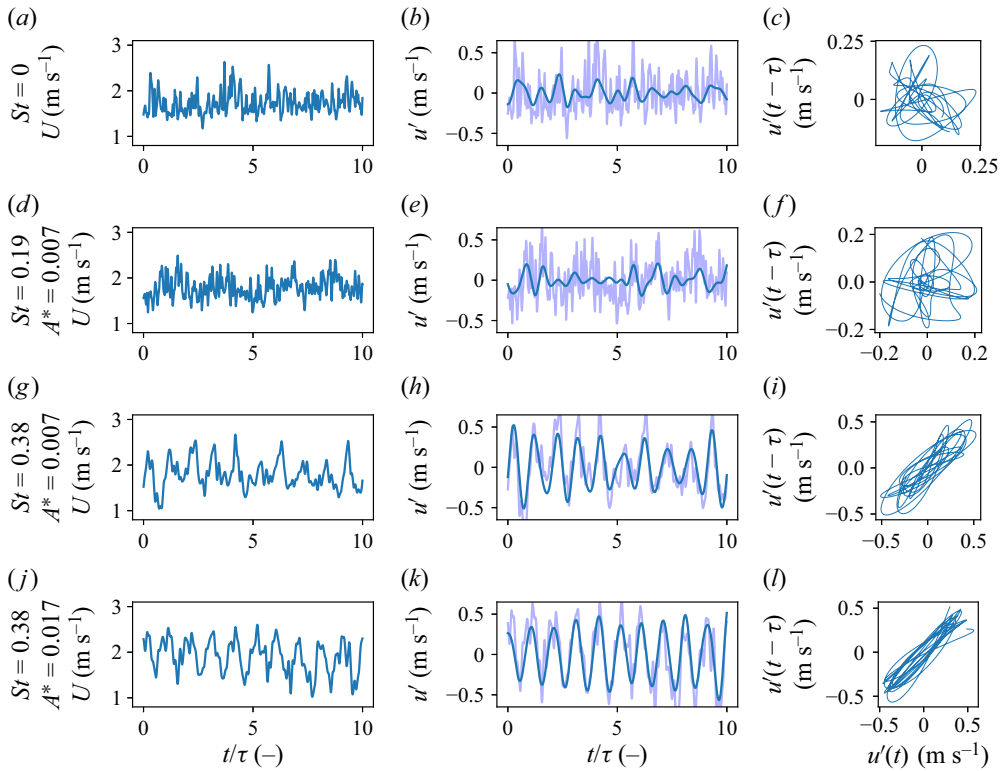 (a)
(b)
(c)
St = 0
U (m s⁻¹)
3
2
1
0
5
10
u′ (m s⁻¹)
0.5
0
−0.5
0
5
10
u′(t − τ)
(m s⁻¹)
0.25
0
0
0.25
(d)
(e)
(f)
St = 0.19
A* = 0.007
U (m s⁻¹)
3
2
1
0
5
10
u′ (m s⁻¹)
0.5
0
−0.5
0
5
10
u′(t − τ)
(m s⁻¹)
0.2
0
−0.2
−0.2
0
0.2
(g)
(h)
(i)
St = 0.38
A* = 0.007
U (m s⁻¹)
3
2
1
0
5
10
u′ (m s⁻¹)
0.5
0
−0.5
0
5
10
u′(t − τ)
(m s⁻¹)
0.5
0
−0.5
−0.5
0
0.5
(j)
(k)
(l)
St = 0.38
A* = 0.017
U (m s⁻¹)
3
2
1
0
5
10
t/τ (–)
u′ (m s⁻¹)
0.5
0
−0.5
0
5
10
t/τ (–)
u′(t − τ)
(m s⁻¹)
0.5
0
−0.5
−0.5
0
0.5
u′(t) (m s⁻¹)